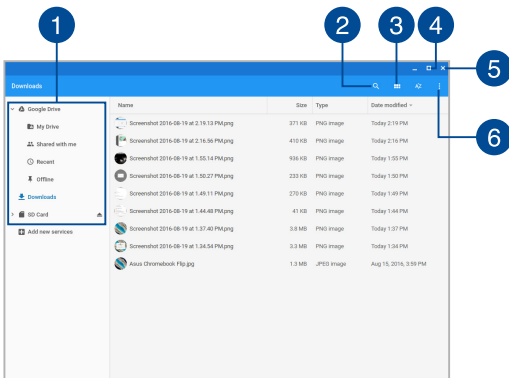 1
2
3
4
5
6
Downloads
Google Drive
My Drive
Shared with me
Recent
Offline
Downloads
SD Card
Add new services
Name Size Type Date modified
Screenshot 2016-08-19 at 2.19.13 PM.png 371 KB PNG image Today 2:19 PM
Screenshot 2016-08-19 at 2.16.56 PM.png 410 KB PNG image Today 2:16 PM
Screenshot 2016-08-19 at 1.55.14 PM.png 936 KB PNG image Today 1:55 PM
Screenshot 2016-08-19 at 1.50.27 PM.png 233 KB PNG image Today 1:50 PM
Screenshot 2016-08-19 at 1.49.11 PM.png 270 KB PNG image Today 1:49 PM
Screenshot 2016-08-19 at 1.44.48 PM.png 41 KB PNG image Today 1:44 PM
Screenshot 2016-08-19 at 1.37.40 PM.png 3.8 MB PNG image Today 1:37 PM
Screenshot 2016-08-19 at 1.34.54 PM.png 3.3 MB PNG image Today 1:34 PM
Asus Chromebook Flip.jpg 1.3 MB JPEG image Aug 15, 2016, 3:59 PM